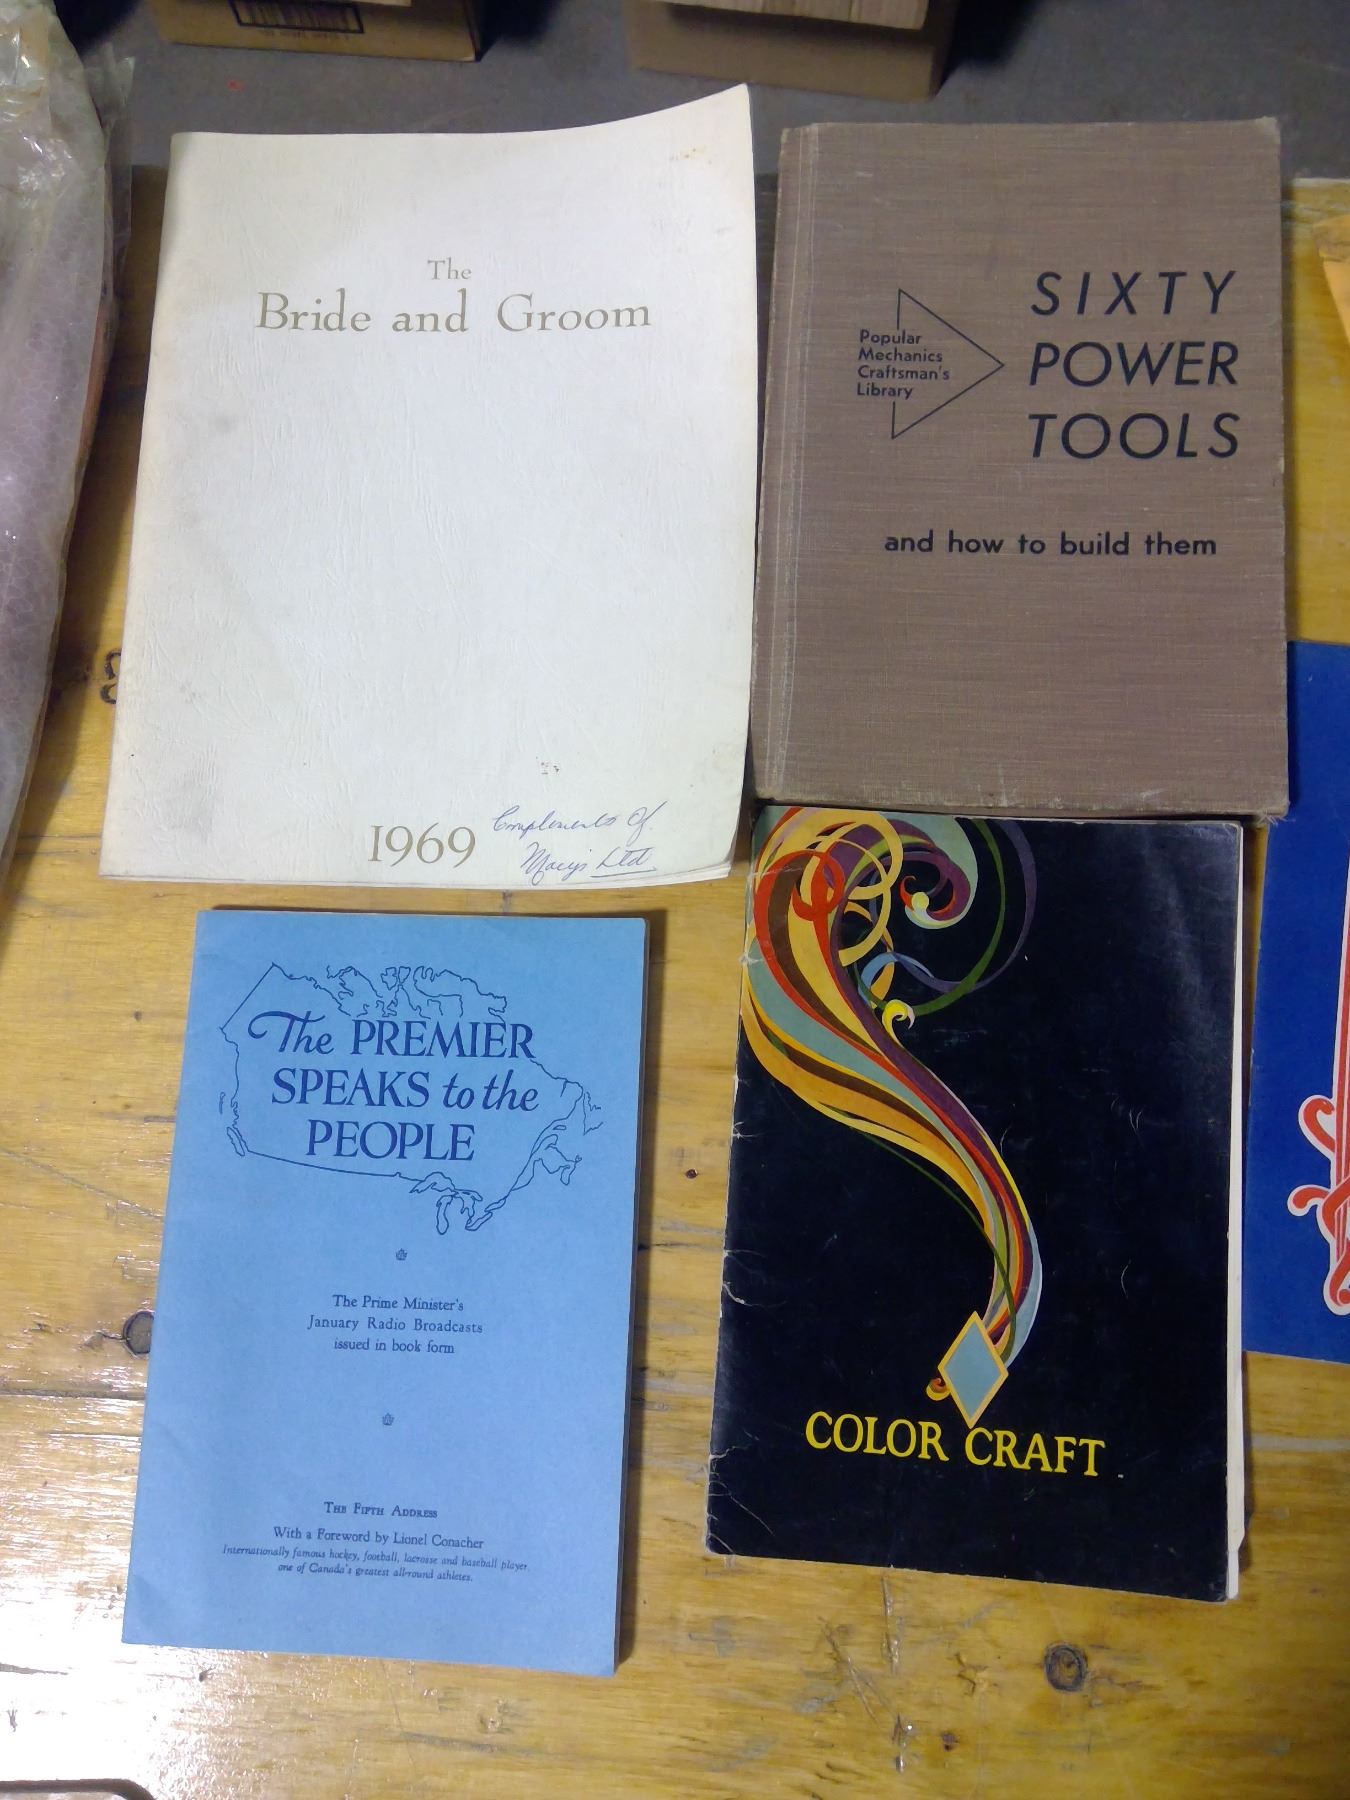 The
Bride and Groom
1969
Compliments Of
Macy's Ltd
Popular
Mechanics
Craftsman's
Library
SIXTY
POWER
TOOLS
and how to build them
The PREMIER
SPEAKS to the
PEOPLE
The Prime Minister's
January Radio Broadcasts
issued in book form
THE FIFTH ADDRESS
With a Foreword by Lionel Conacher
Internationally famous hockey, football, lacrosse and baseball player,
one of Canada's greatest all-round athletes.
COLOR CRAFT